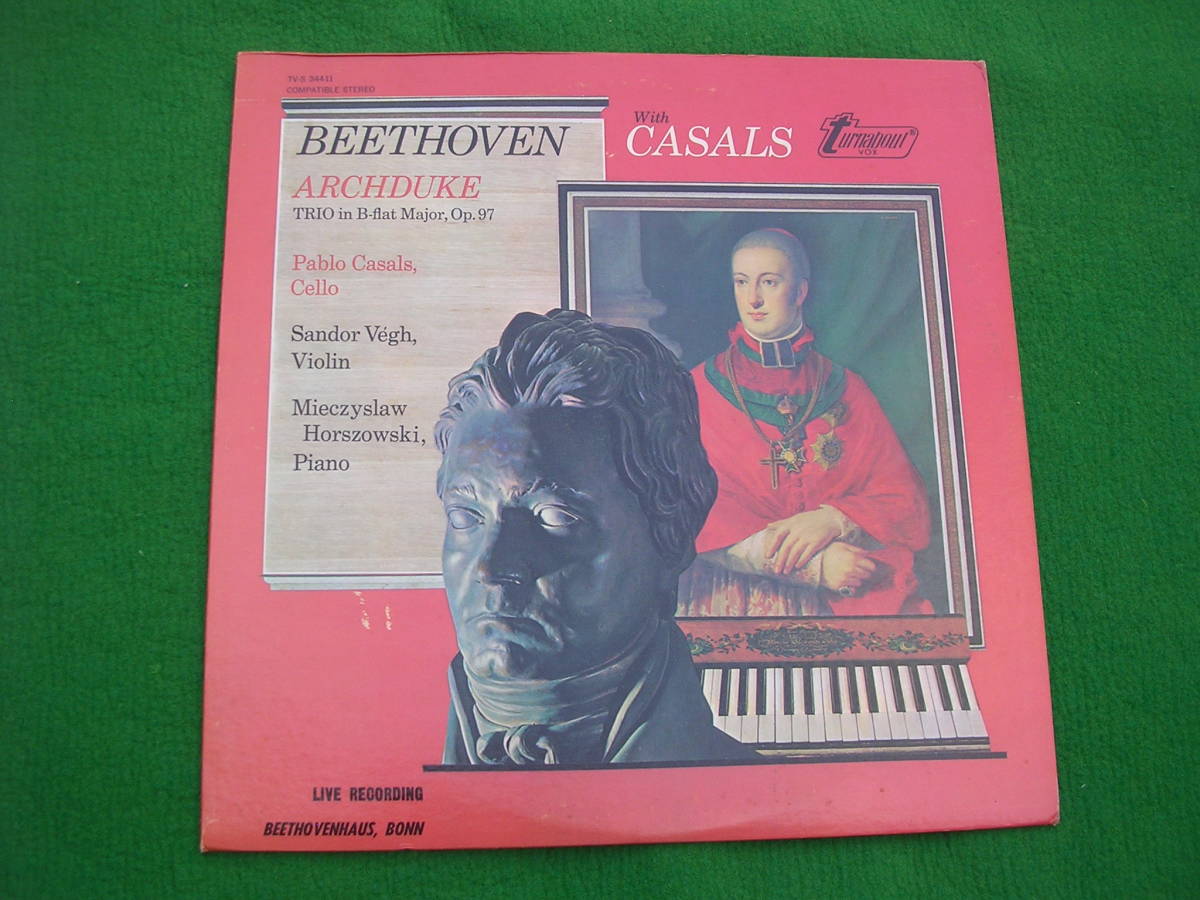 TV-S 34411
COMPATIBLE STEREO
BEETHOVEN
With
CASALS
turnabout
VOX
ARCHDUKE
TRIO in B-flat Major, Op. 97
Pablo Casals,
Cello
Sandor Végh,
Violin
Mieczyslaw
Horszowski,
Piano
LIVE RECORDING
BEETHOVENHAUS, BONN